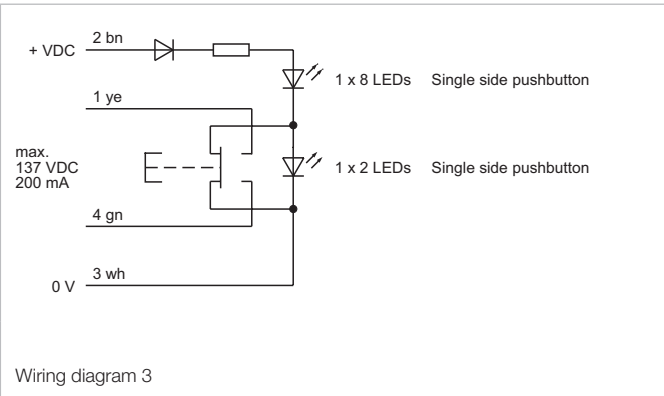 + VDC 2 bn
1 x 8 LEDs Single side pushbutton
1 ye
max.
137 VDC
200 mA
1 x 2 LEDs Single side pushbutton
4 gn
3 wh
0 V
Wiring diagram 3